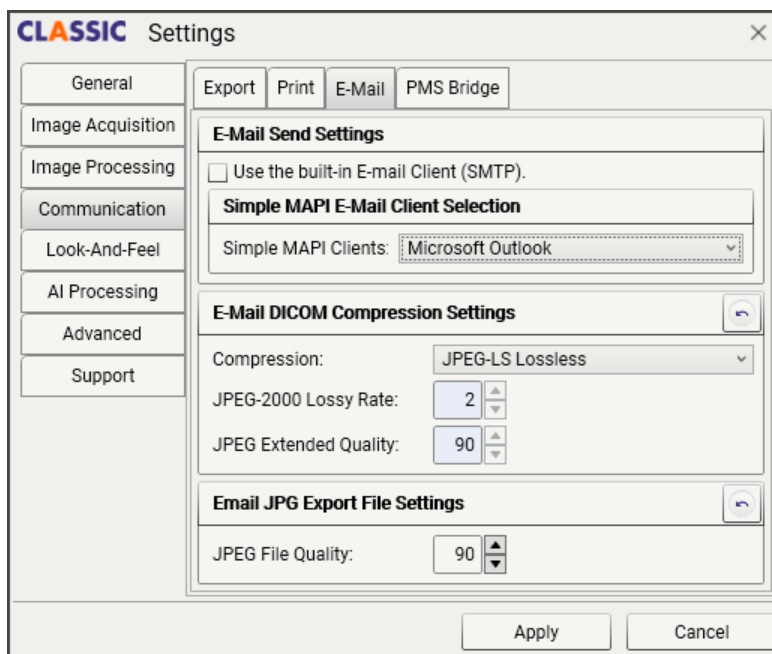 CLASSIC Settings
General
Image Acquisition
Image Processing
Communication
Look-And-Feel
AI Processing
Advanced
Support
Export Print E-Mail PMS Bridge
E-Mail Send Settings
Use the built-in E-mail Client (SMTP).
Simple MAPI E-Mail Client Selection
Simple MAPI Clients: Microsoft Outlook
E-Mail DICOM Compression Settings
Compression: JPEG-LS Lossless
JPEG-2000 Lossy Rate: 2
JPEG Extended Quality: 90
Email JPG Export File Settings
JPEG File Quality: 90
Apply Cancel